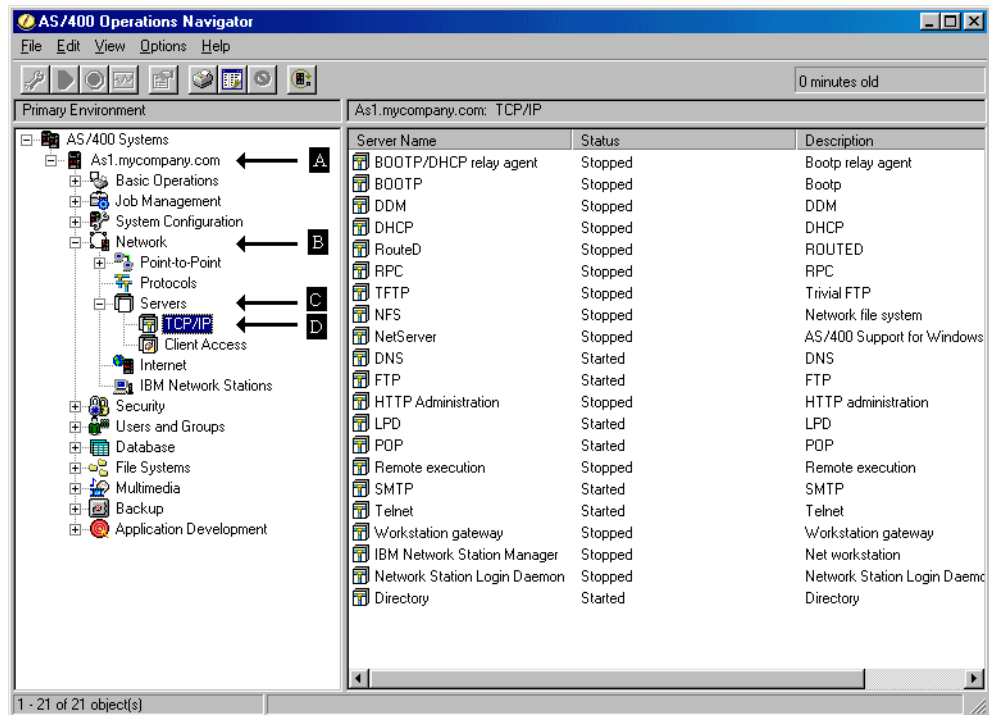 AS/400 Operations Navigator
File Edit View Options Help
0 minutes old
Primary Environment
As1.mycompany.com: TCP/IP
AS/400 Systems
As1.mycompany.com A
Basic Operations
Job Management
System Configuration
Network B
Point-to-Point
Protocols
Servers C
TCP/IP D
Client Access
Internet
IBM Network Stations
Security
Users and Groups
Database
File Systems
Multimedia
Backup
Application Development
Server Name Status Description
BOOTP/DHCP relay agent Stopped Bootp relay agent
BOOTP Stopped Bootp
DDM Stopped DDM
DHCP Stopped DHCP
RouteD Stopped ROUTED
RPC Stopped RPC
TFTP Stopped Trivial FTP
NFS Stopped Network file system
NetServer Stopped AS/400 Support for Windows
DNS Started DNS
FTP Started FTP
HTTP Administration Stopped HTTP administration
LPD Started LPD
POP Started POP
Remote execution Stopped Remote execution
SMTP Started SMTP
Telnet Started Telnet
Workstation gateway Stopped Workstation gateway
IBM Network Station Manager Stopped Net workstation
Network Station Login Daemon Stopped Network Station Login Daemo
Directory Started Directory
1 - 21 of 21 object(s)